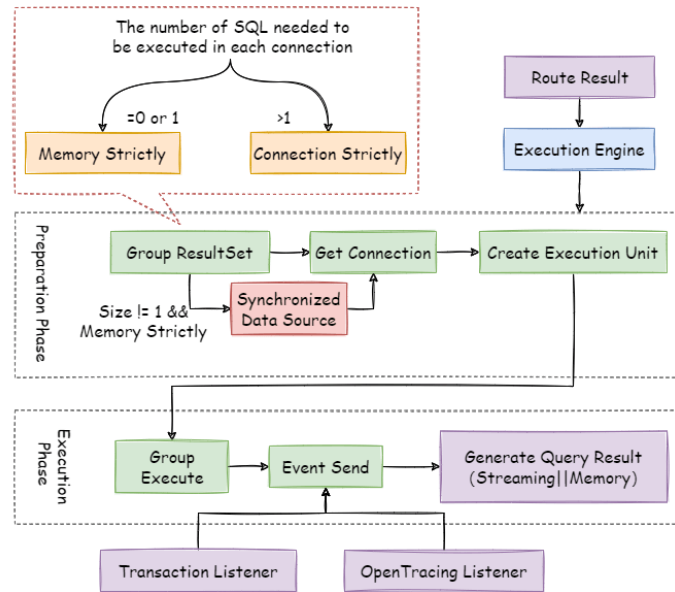 The number of SQL needed to
be executed in each connection
=0 or 1
>1
Memory Strictly
Connection Strictly
Route Result
Execution Engine
Preparation Phase
Group ResultSet
Get Connection
Create Execution Unit
Size != 1 &&
Memory Strictly
Synchronized
Data Source
Execution
Phase
Group
Execute
Event Send
Generate Query Result
(Streaming||Memory)
Transaction Listener
OpenTracing Listener